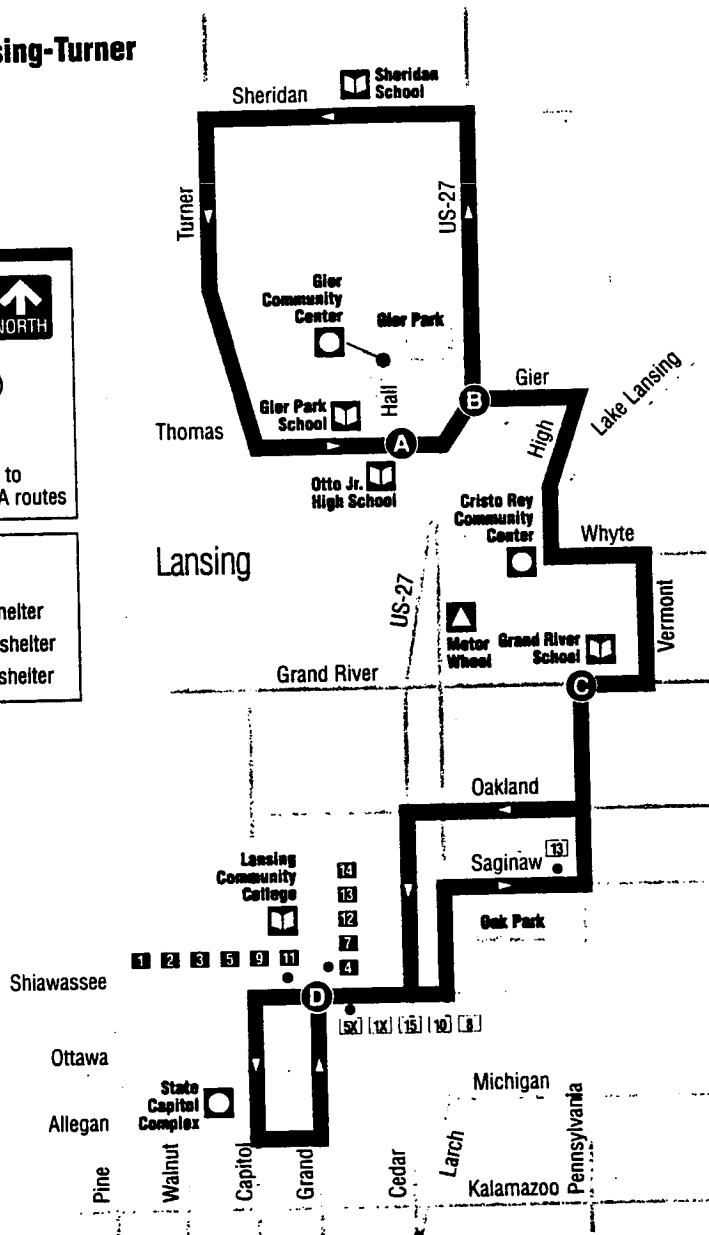 sing-Turner
Sheridan
School
Sheridan
Turner
US-27
NORTH
Gier
Community
Center
Gier Park
Hall
B
Gier
High
Lake Lansing
Gier Park
School
Thomas
A
Otto Jr.
High School
to
A routes
Cristo Rey
Community
Center
Whyte
Lansing
US-27
helter
shelter
shelter
Motor
Wheel
Grand River
School
Vermont
Grand River
C
Oakland
13
Saginaw
Lansing
Community
College
14
13
12
7
4
Oak Park
1 2 3 5 9 11
Shiawassee
D
5X 1X 15 10 8
Ottawa
State
Capitol
Complex
Allegan
Michigan
Pine
Walnut
Capitol
Grand
Cedar
Larch
Pennsylvania
Kalamazoo